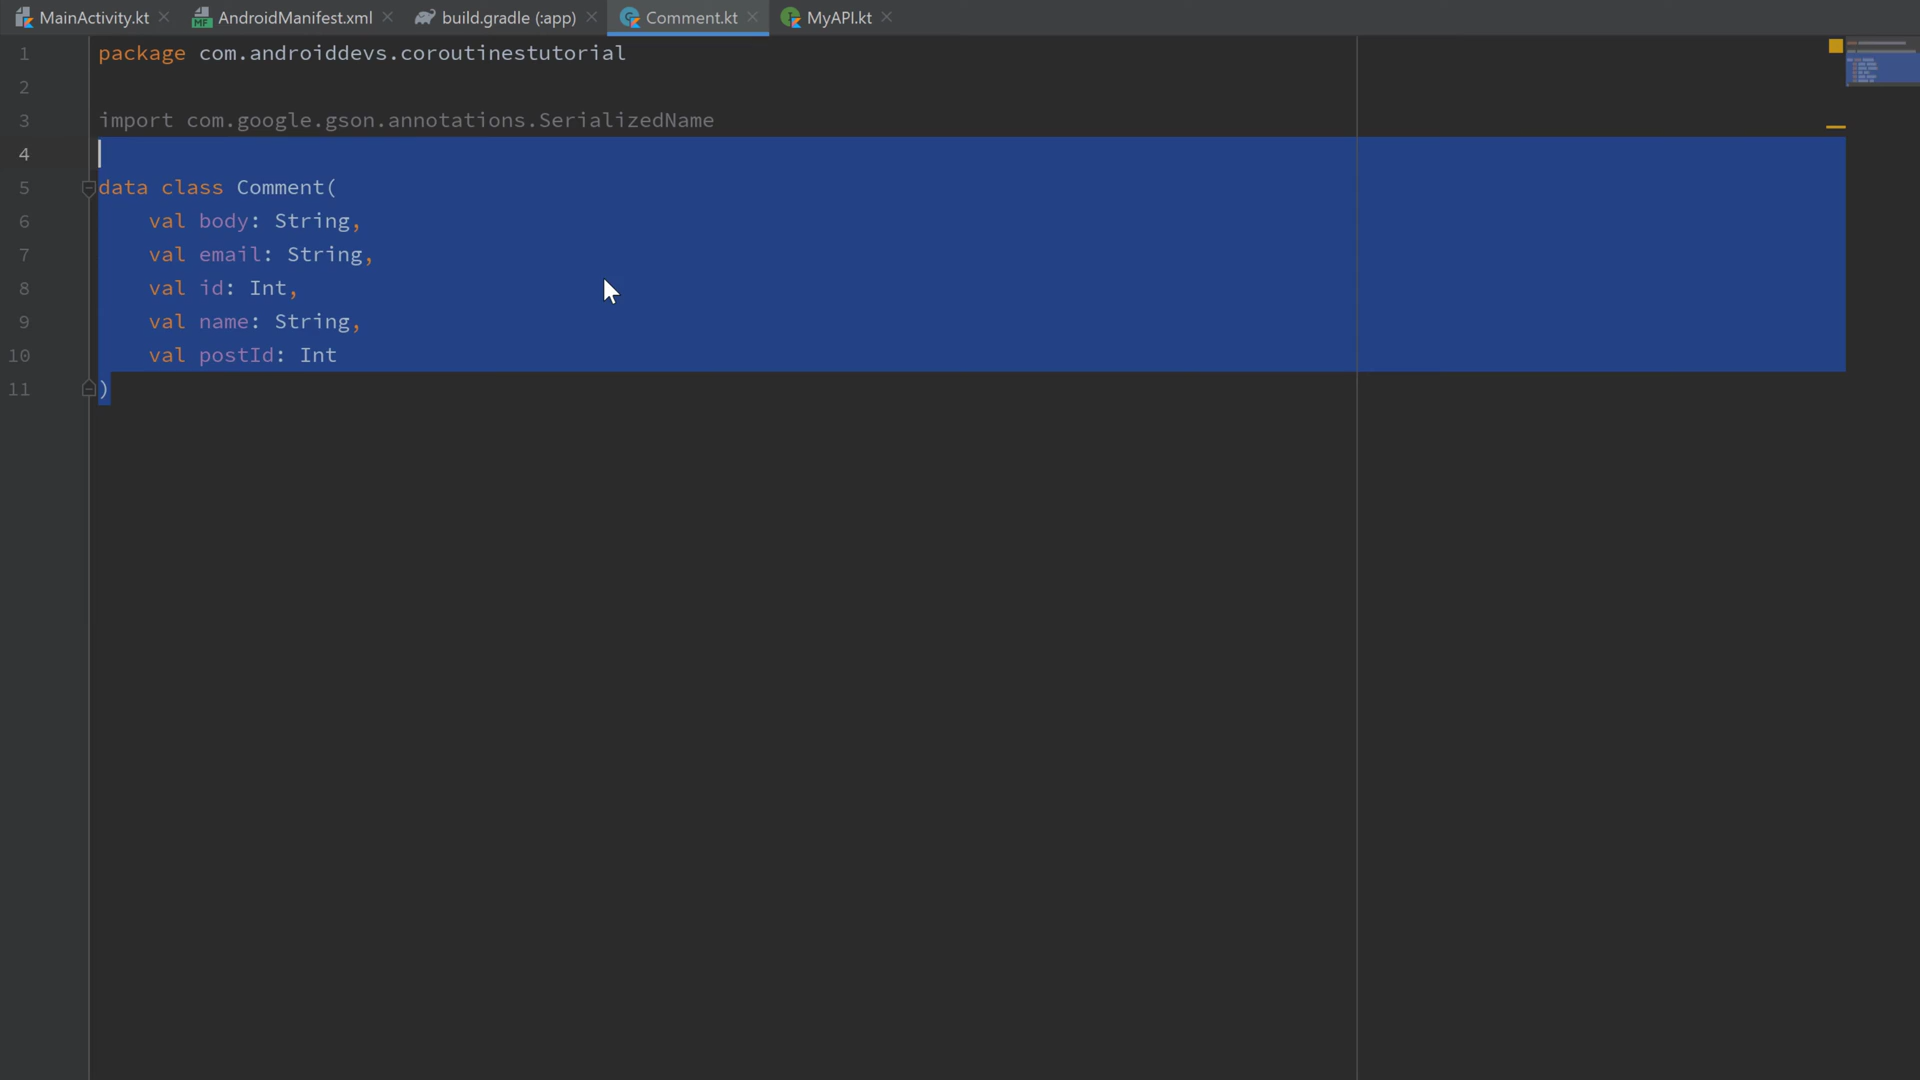 MainActivity.kt AndroidManifest.xml build.gradle (:app) Comment.kt MyAPI.kt
1 package com.androiddevs.coroutinestutorial
2
3 import com.google.gson.annotations.SerializedName
4
5 data class Comment(
6 val body: String,
7 val email: String,
8 val id: Int,
9 val name: String,
10 val postId: Int
11 )